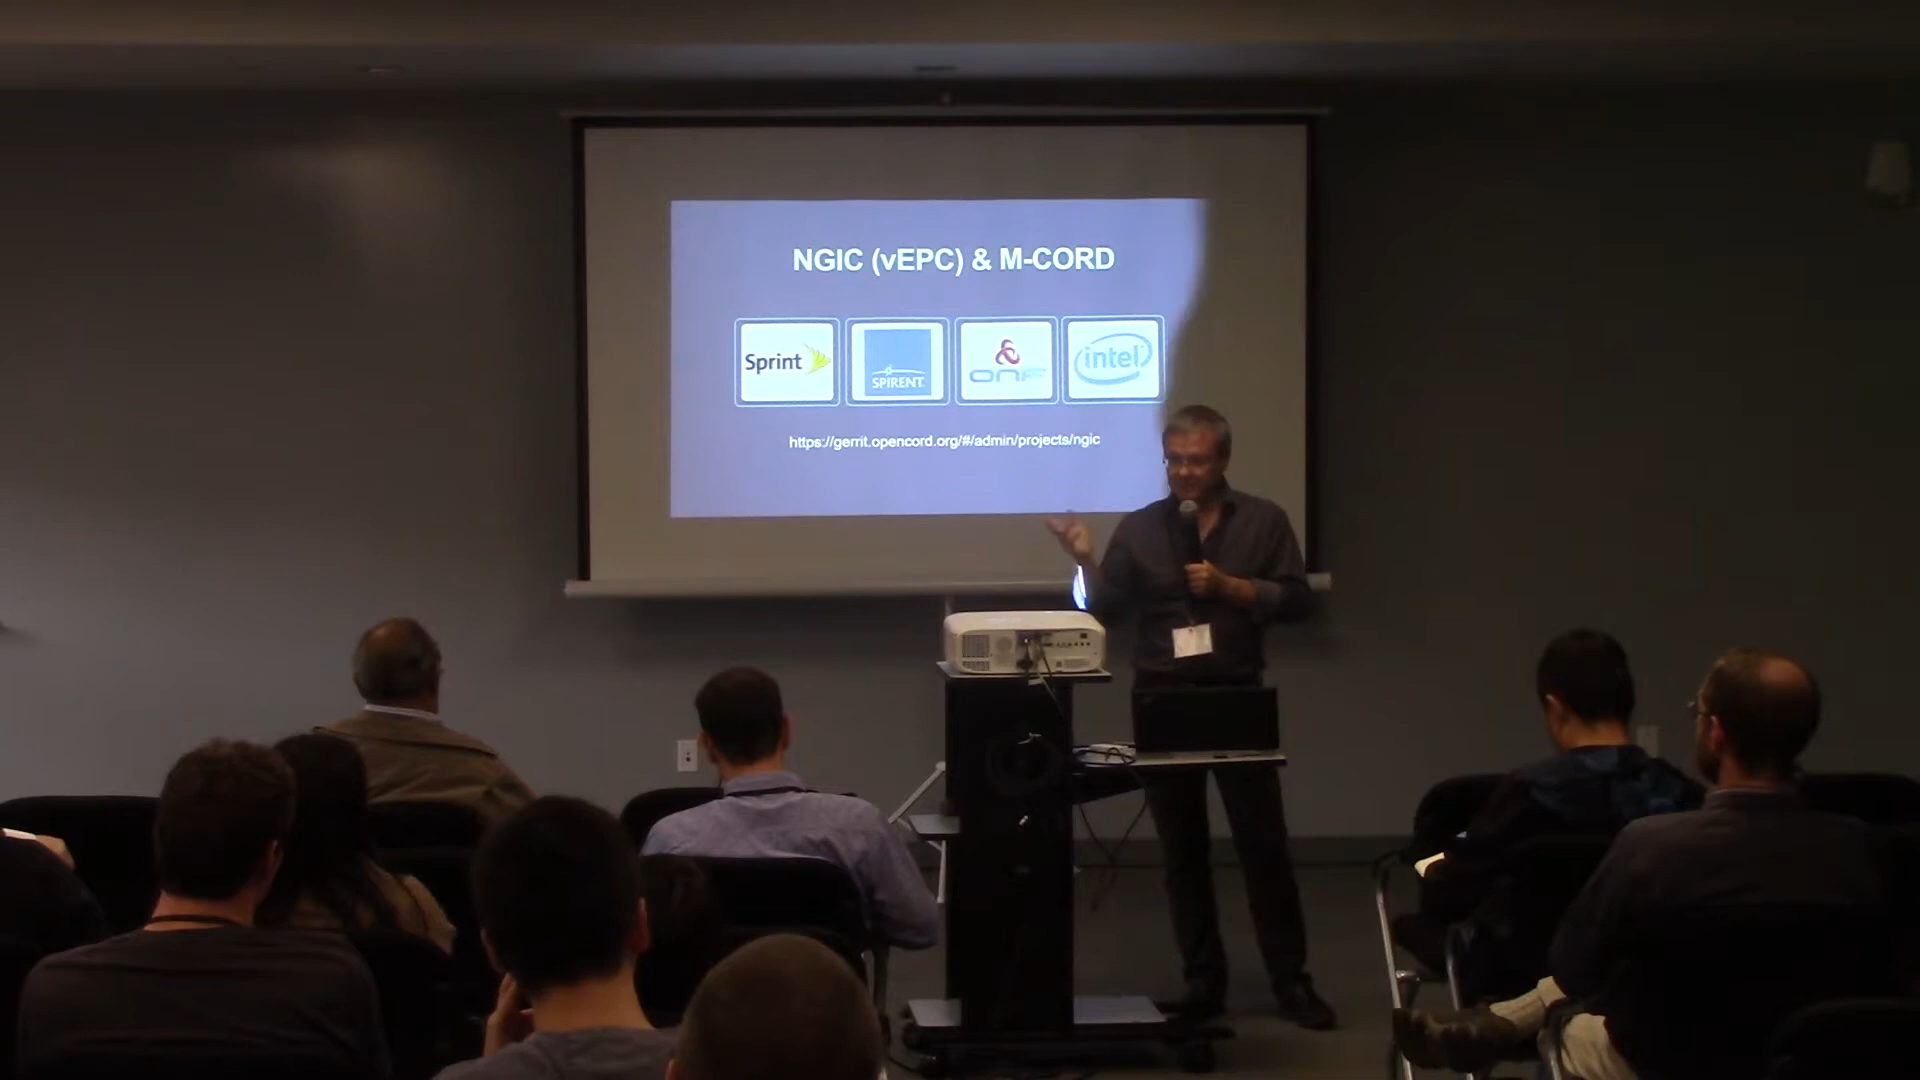 NGIC (vEPC) & M-CORD
Sprint
SPIRENT
ONF
intel
https://gerrit.opencord.org/#/admin/projects/ngic